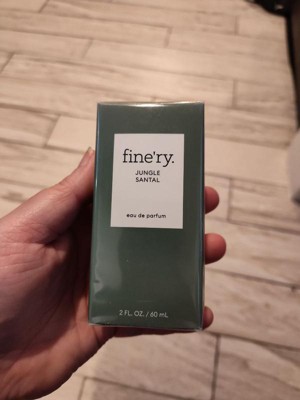 fine'ry.
JUNGLE
SANTAL
eau de parfum
2 FL. OZ. / 60 mL